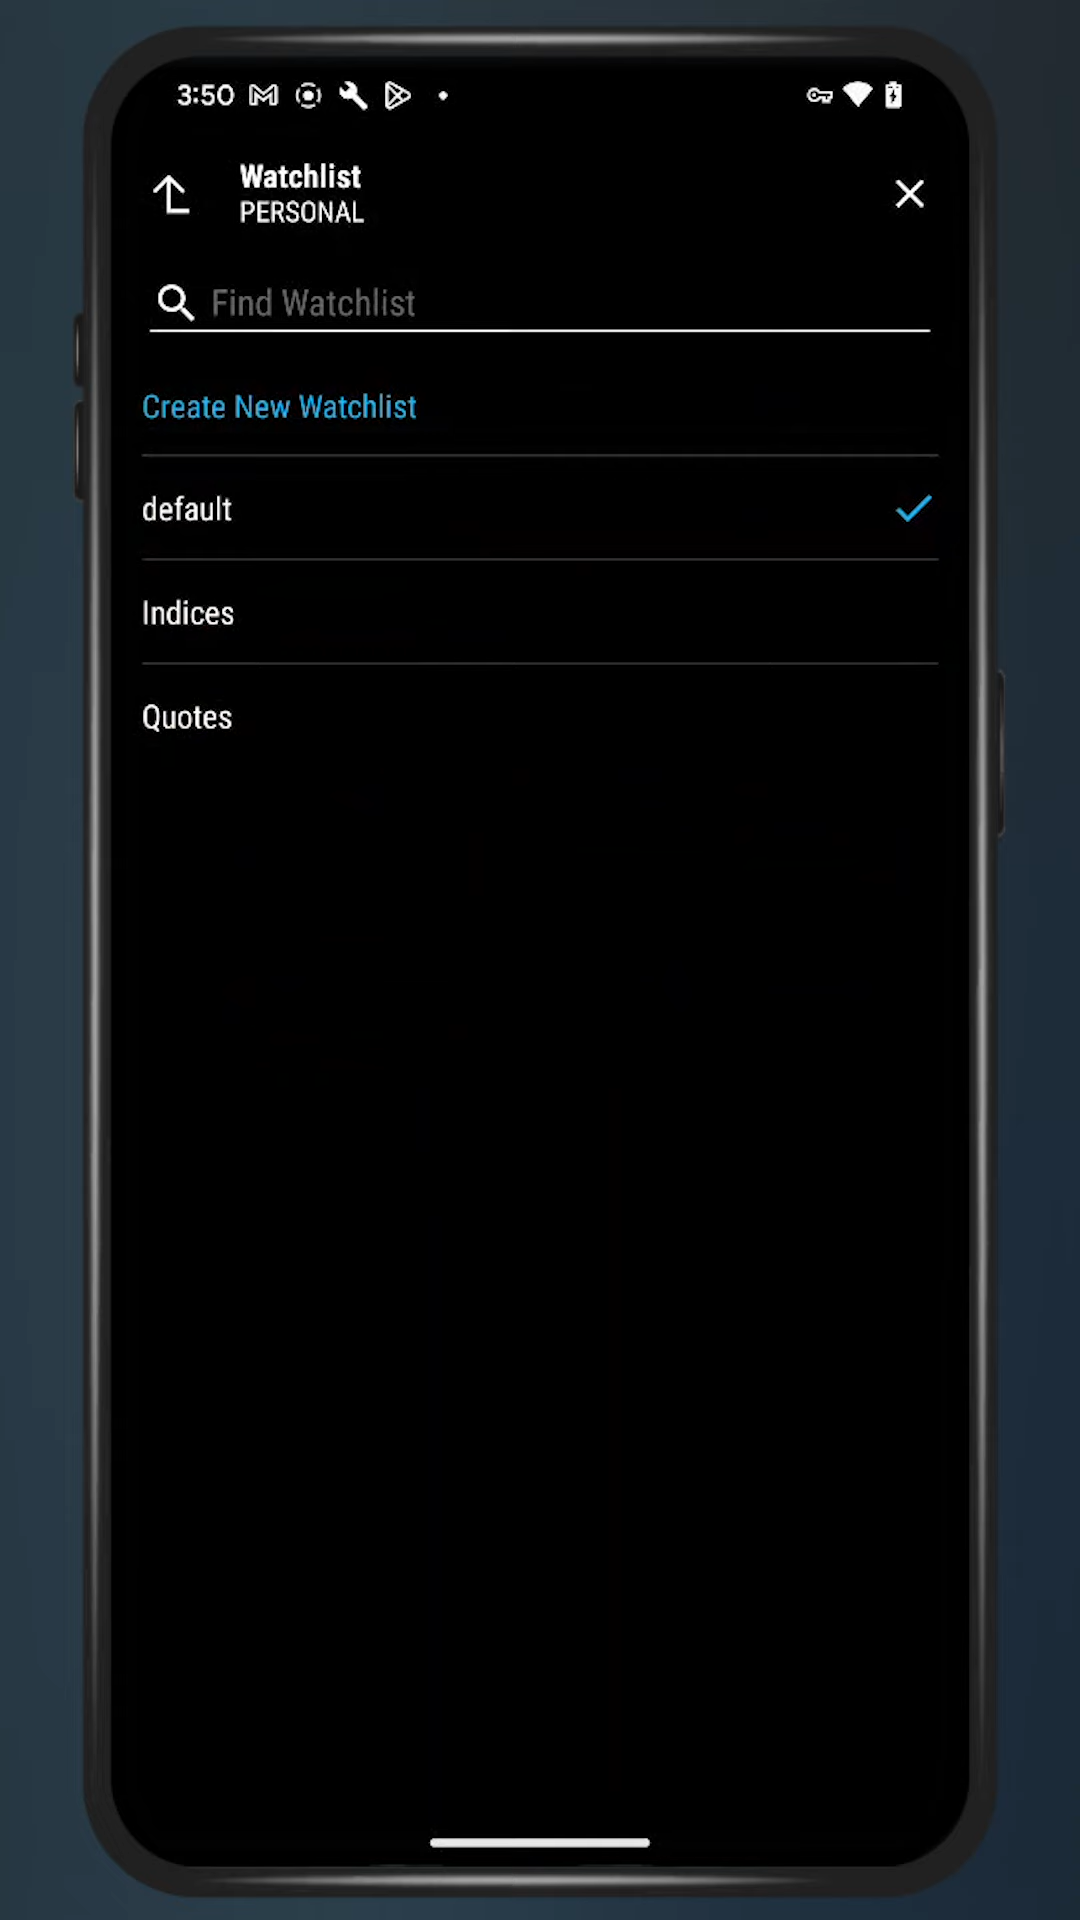 3:50
Watchlist
PERSONAL
Find Watchlist
Create New Watchlist
default
Indices
Quotes